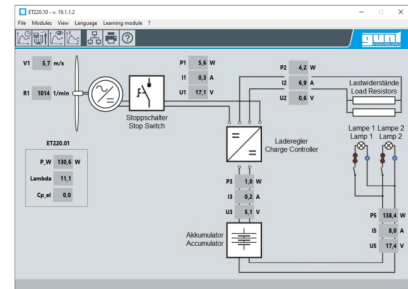 ET220.10 - v. 19.1.1.2
File Modules View Language Learning module ?
gunt
V1 5,7 m/s
R1 1014 1/min
P1 5,6 W
I1 0,3 A
U1 17,1 V
P2 4,2 W
I2 6,9 A
U2 0,6 V
Lastwiderstände
Load Resistors
Stoppschalter
Stop Switch
Lampe 1 Lampe 2
Lamp 1 Lamp 2
Laderegler
Charge Controller
ET220.01
P_W 130,6 W
Lambda 11,1
Cp_el 0,0
P3 1,0 W
I3 0,2 A
U3 5,1 V
Akkumulator
Accumulator
P5 138,4 W
I5 8,0 A
U5 17,4 V